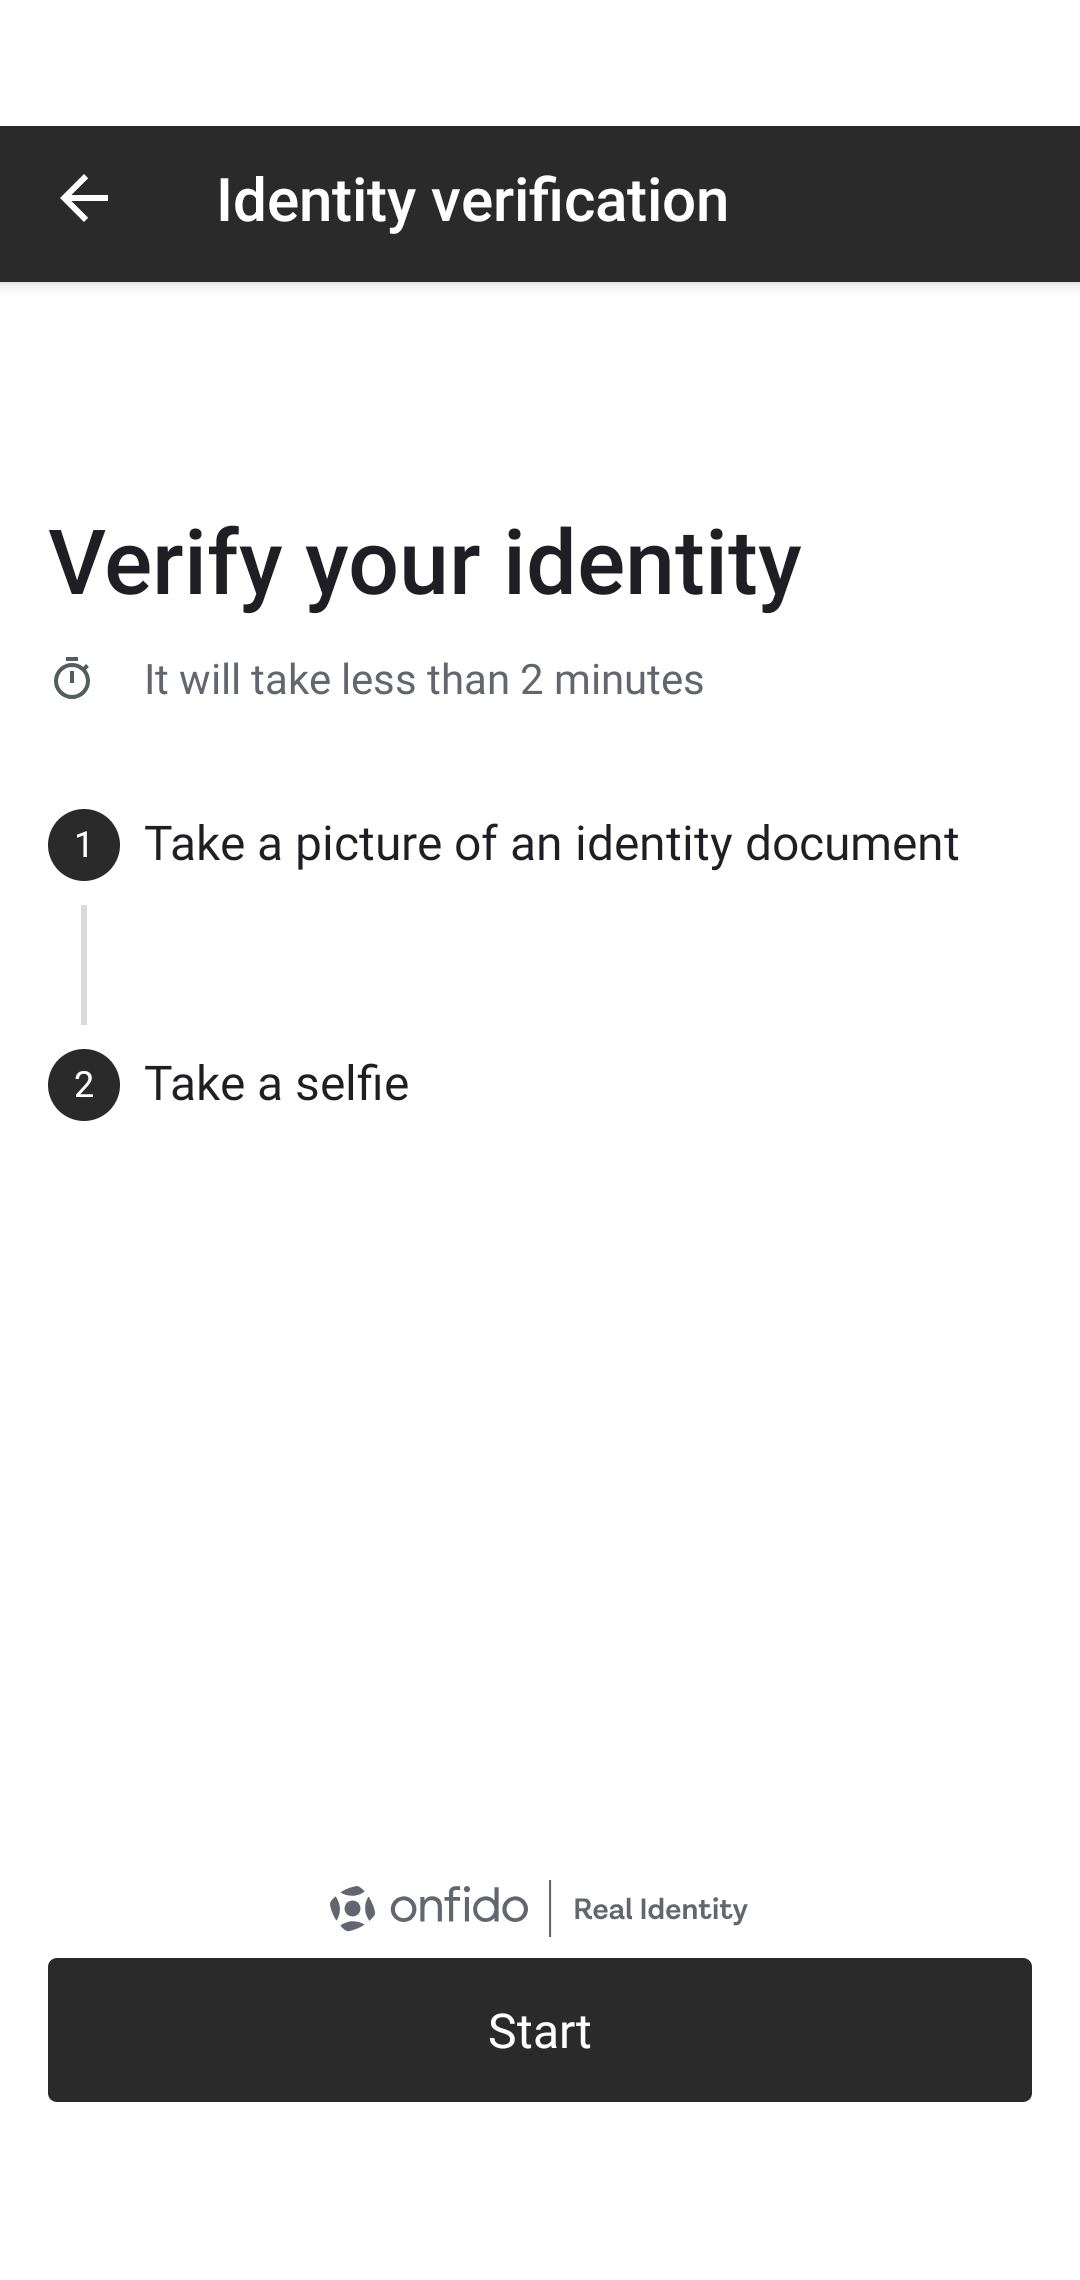 Identity verification
Verify your identity
It will take less than 2 minutes
1 Take a picture of an identity document
2 Take a selfie
onfido | Real Identity
Start